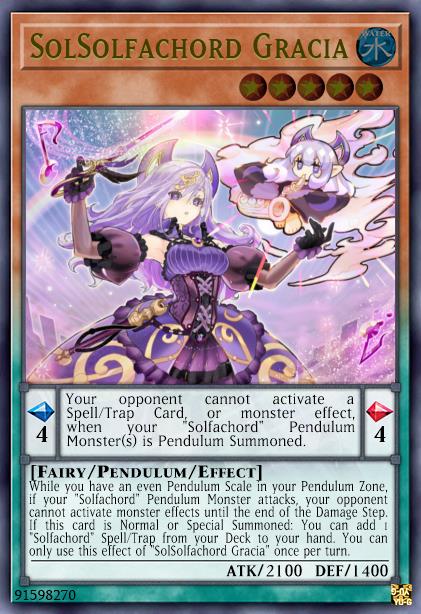 SolSolfachord Gracia
WATER
水
Your opponent cannot activate a
Spell/Trap Card, or monster effect,
when your "Solfachord" Pendulum
Monster(s) is Pendulum Summoned.
4
4
[Fairy/Pendulum/Effect]
While you have an even Pendulum Scale in your Pendulum Zone,
if your "Solfachord" Pendulum Monster attacks, your opponent
cannot activate monster effects until the end of the Damage Step.
If this card is Normal or Special Summoned: You can add 1
"Solfachord" Spell/Trap from your Deck to your hand. You can
only use this effect of "SolSolfachord Gracia" once per turn.
ATK/2100 DEF/1400
91598270